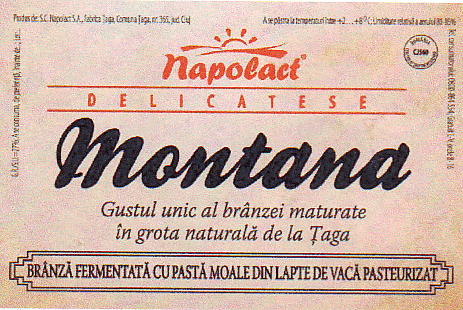 Produs de: S.C. Napolact S.A., fabrica Țaga, Comuna Țaga, nr. 365, jud. Cluj
A se păstra la temperaturi între +2...+8°C; Umiditate relativă a aerului 80-85%
ROMÂNIA
CJ560
Napolact®
DELICATESE
Montana
Gustul unic al brânzei maturate
în grota naturală de la Țaga
BRÂNZĂ FERMENTATĂ CU PASTĂ MOALE DIN LAPTE DE VACĂ PASTEURIZAT